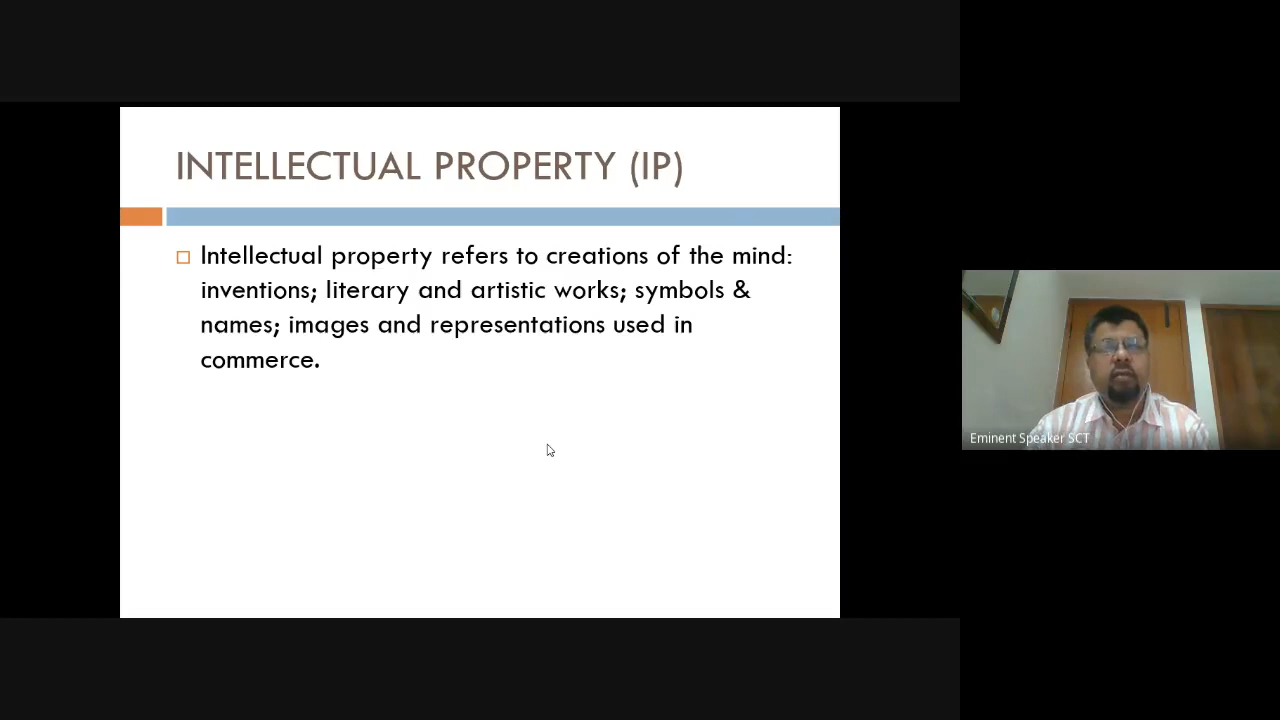 INTELLECTUAL PROPERTY (IP)
Intellectual property refers to creations of the mind:
inventions; literary and artistic works; symbols &
names; images and representations used in
commerce.
Eminent Speaker SCT